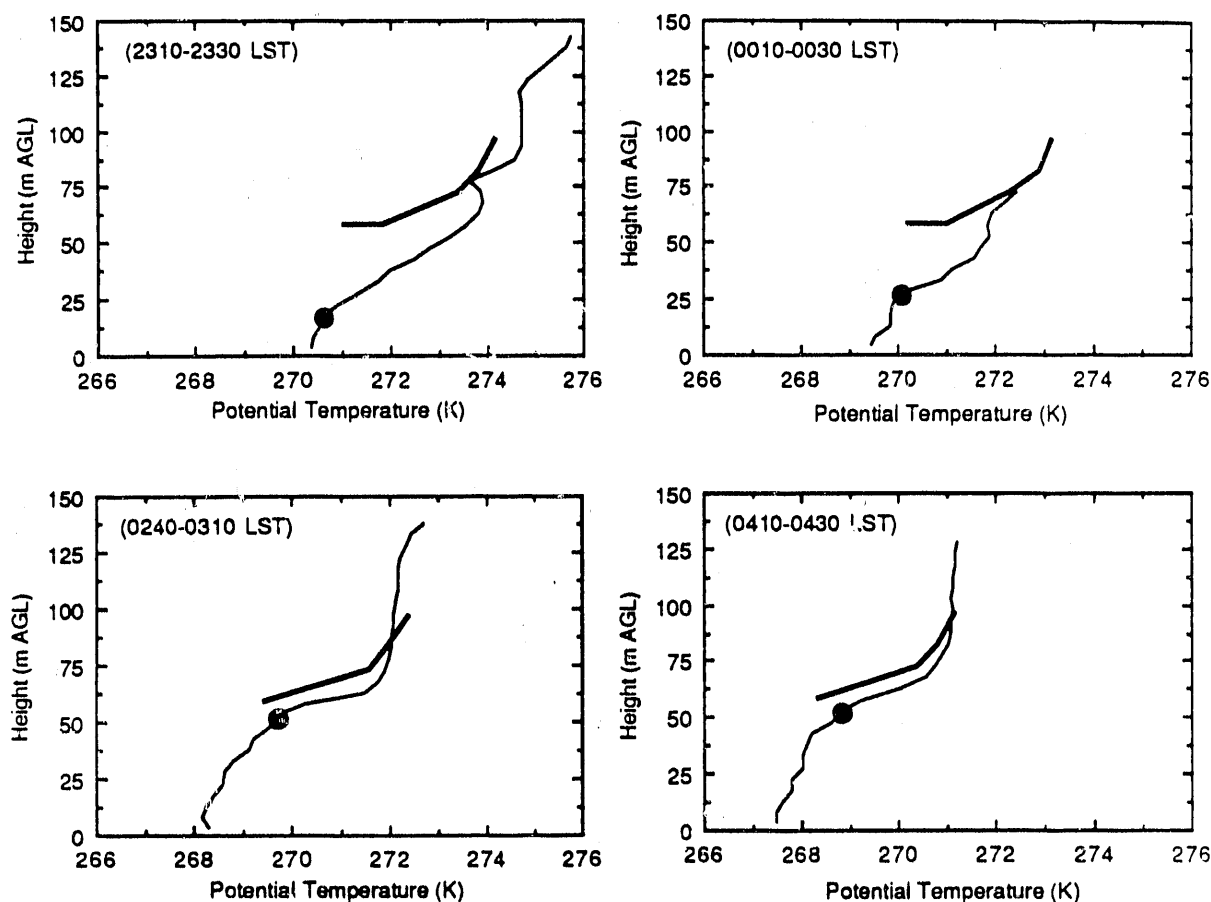 150
125
100
75
50
25
0
Height (m AGL)
(2310-2330 LST)
266 268 270 272 274 276
Potential Temperature (K)
150
125
100
75
50
25
0
Height (m AGL)
(0010-0030 LST)
266 268 270 272 274 276
Potential Temperature (K)
150
125
100
75
50
25
0
Height (m AGL)
(0240-0310 LST)
266 268 270 272 274 276
Potential Temperature (K)
150
125
100
75
50
25
0
Height (m AGL)
(0410-0430 LST)
266 268 270 272 274 276
Potential Temperature (K)